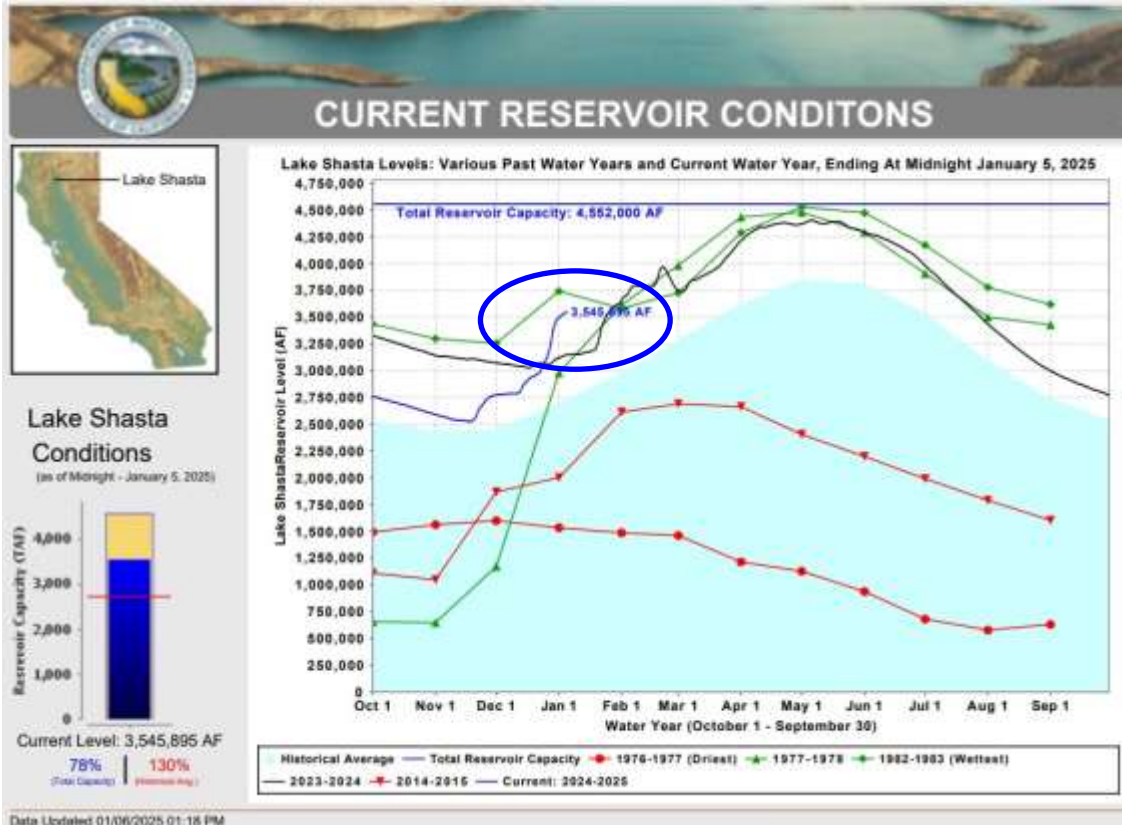 CURRENT RESERVOIR CONDITONS
Lake Shasta
Lake Shasta Levels: Various Past Water Years and Current Water Year, Ending At Midnight January 5, 2025
4,750,000
4,500,000
4,250,000
4,000,000
3,750,000
3,500,000
3,250,000
3,000,000
2,750,000
2,500,000
2,250,000
2,000,000
1,750,000
1,500,000
1,250,000
1,000,000
750,000
500,000
250,000
0
Lake ShastaReservoir Level (AF)
Total Reservoir Capacity: 4,552,000 AF
3,545,895 AF
Oct 1 Nov 1 Dec 1 Jan 1 Feb 1 Mar 1 Apr 1 May 1 Jun 1 Jul 1 Aug 1 Sep 1
Water Year (October 1 - September 30)
Historical Average Total Reservoir Capacity 1976-1977 (Driest) 1977-1978 1982-1983 (Wettest)
2023-2024 2014-2015 Current: 2024-2025
Lake Shasta
Conditions
(as of Midnight - January 5, 2025)
Reservoir Capacity (TAF)
4,000
3,000
2,000
1,000
0
Current Level: 3,545,895 AF
78% 130%
(Total Capacity) (Historical Avg.)
Data Updated 01/06/2025 01:18 PM